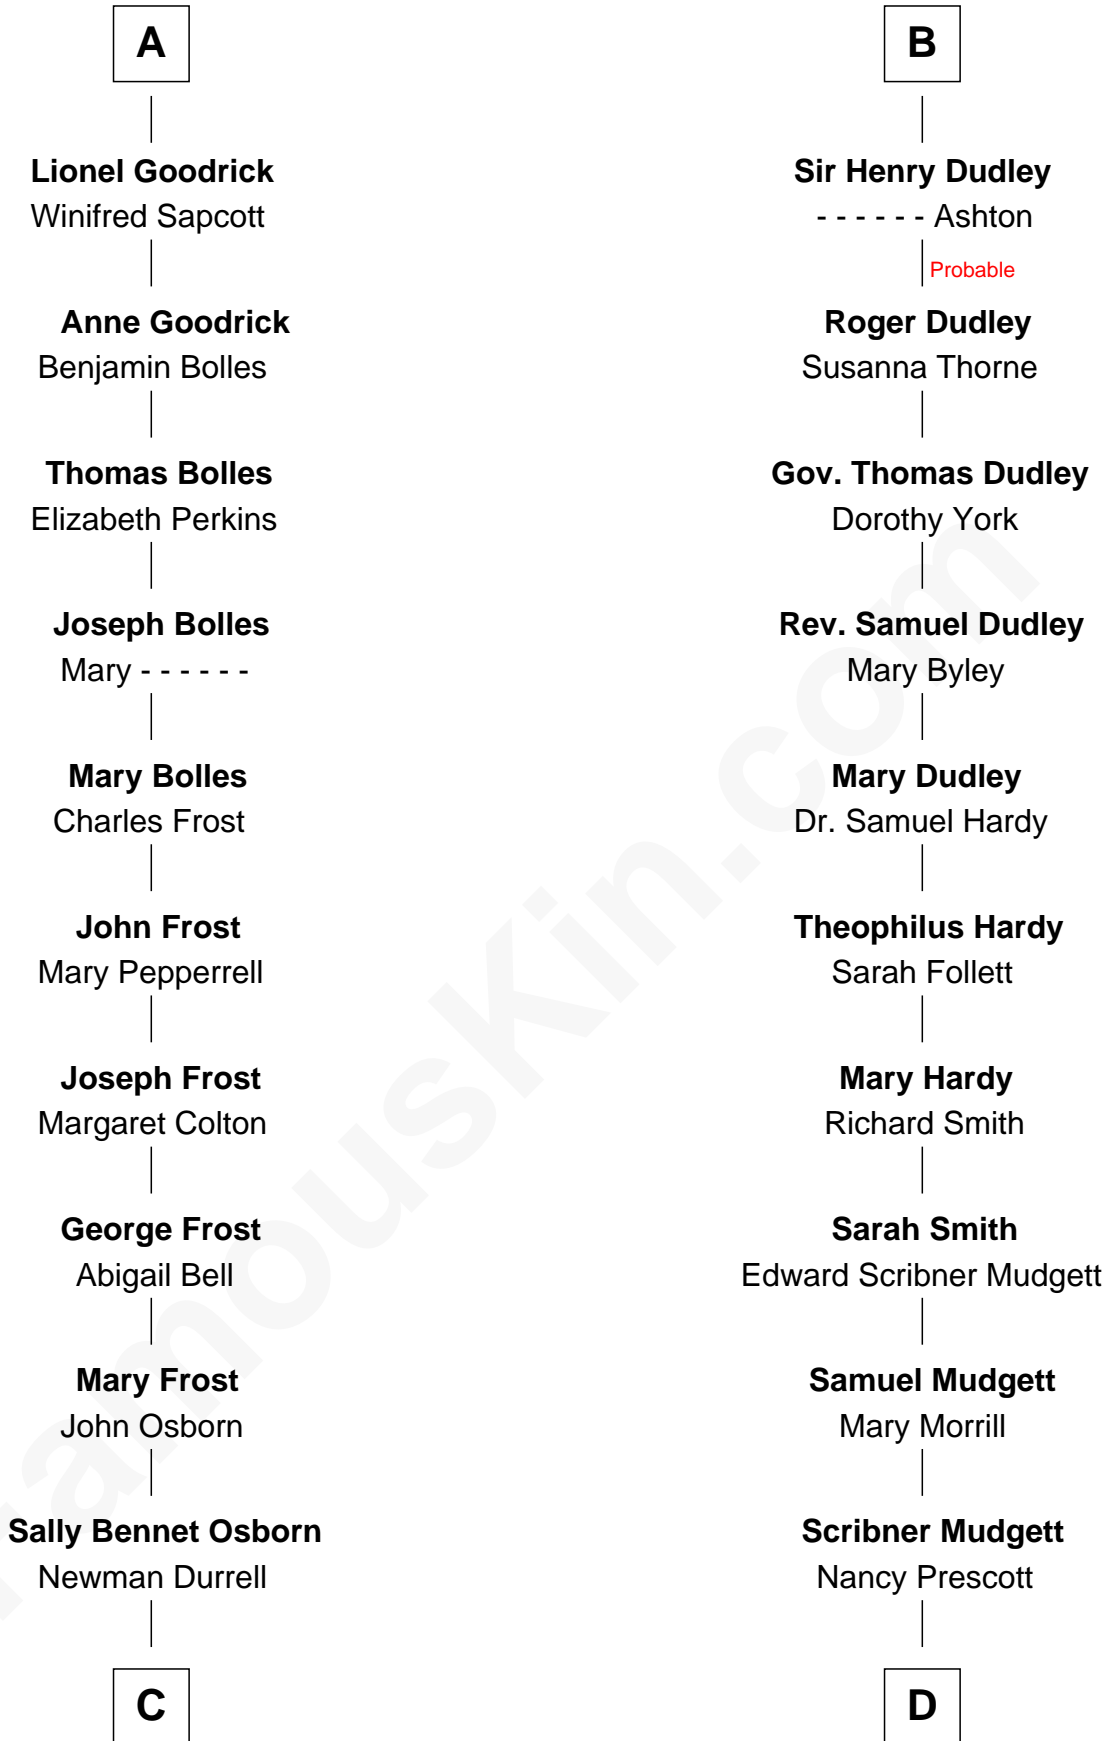 A
Lionel Goodrick
Winifred Sapcott
Anne Goodrick
Benjamin Bolles
Thomas Bolles
Elizabeth Perkins
Joseph Bolles
Mary - - - - - -
Mary Bolles
Charles Frost
John Frost
Mary Pepperrell
Joseph Frost
Margaret Colton
George Frost
Abigail Bell
Mary Frost
John Osborn
Sally Bennet Osborn
Newman Durrell
C
B
Sir Henry Dudley
- - - - - - Ashton
Probable
Roger Dudley
Susanna Thorne
Gov. Thomas Dudley
Dorothy York
Rev. Samuel Dudley
Mary Byley
Mary Dudley
Dr. Samuel Hardy
Theophilus Hardy
Sarah Follett
Mary Hardy
Richard Smith
Sarah Smith
Edward Scribner Mudgett
Samuel Mudgett
Mary Morrill
Scribner Mudgett
Nancy Prescott
D
FamousKin.com